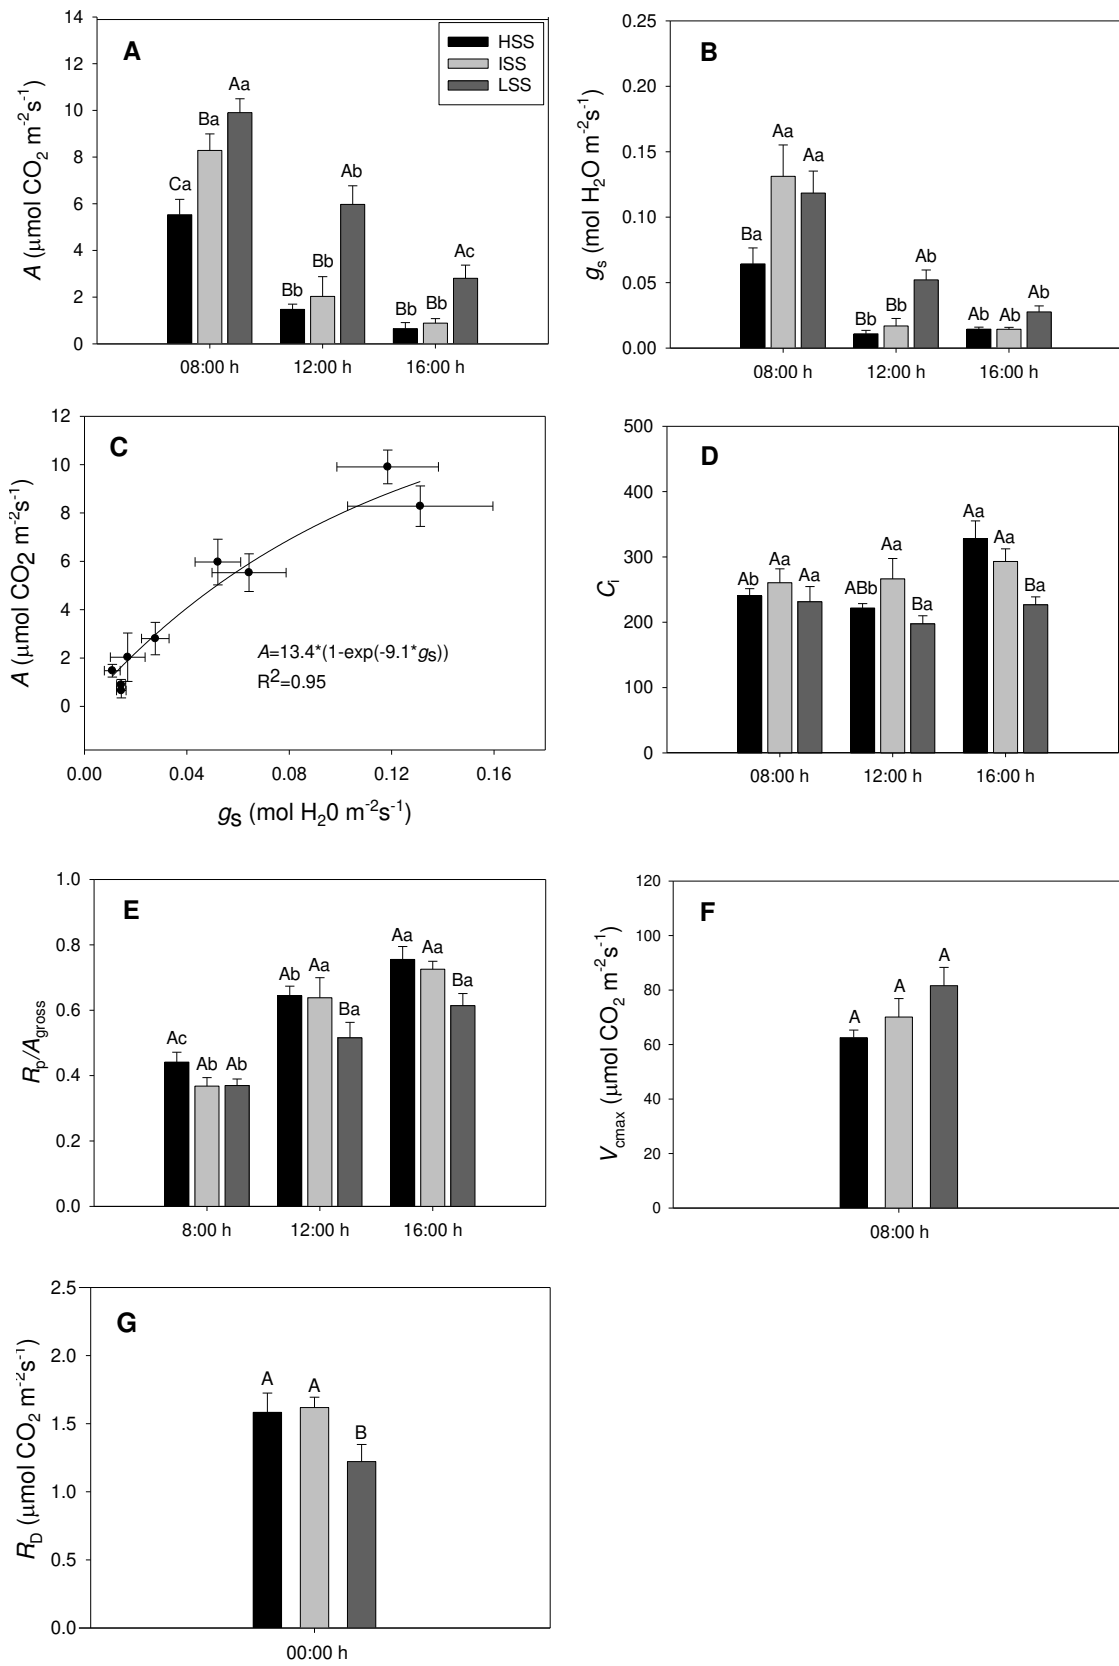 A
HSS
ISS
LSS
A (μmol CO2 m-2s-1)
14
12
10
8
6
4
2
0
Ca
Ba
Aa
Bb
Bb
Ab
Bb
Bb
Ac
08:00 h
12:00 h
16:00 h
B
gs (mol H2O m-2s-1)
0.25
0.20
0.15
0.10
0.05
0.00
Ba
Aa
Aa
Bb
Bb
Ab
Ab
Ab
Ab
08:00 h
12:00 h
16:00 h
C
A (μmol CO2 m-2s-1)
12
10
8
6
4
2
0
A=13.4*(1-exp(-9.1*gs))
R2=0.95
0.00
0.04
0.08
0.12
0.16
gs (mol H20 m-2s-1)
D
Ci
500
400
300
200
100
0
Ab
Aa
Aa
ABb
Aa
Ba
Aa
Aa
Ba
08:00 h
12:00 h
16:00 h
E
Rp/Agross
1.0
0.8
0.6
0.4
0.2
0.0
Ac
Ab
Ab
Ab
Aa
Ba
Aa
Aa
Ba
8:00 h
12:00 h
16:00 h
F
Vcmax (μmol CO2 m-2s-1)
120
100
80
60
40
20
0
A
A
A
08:00 h
G
RD (μmol CO2 m-2s-1)
2.5
2.0
1.5
1.0
0.5
0.0
A
A
B
00:00 h